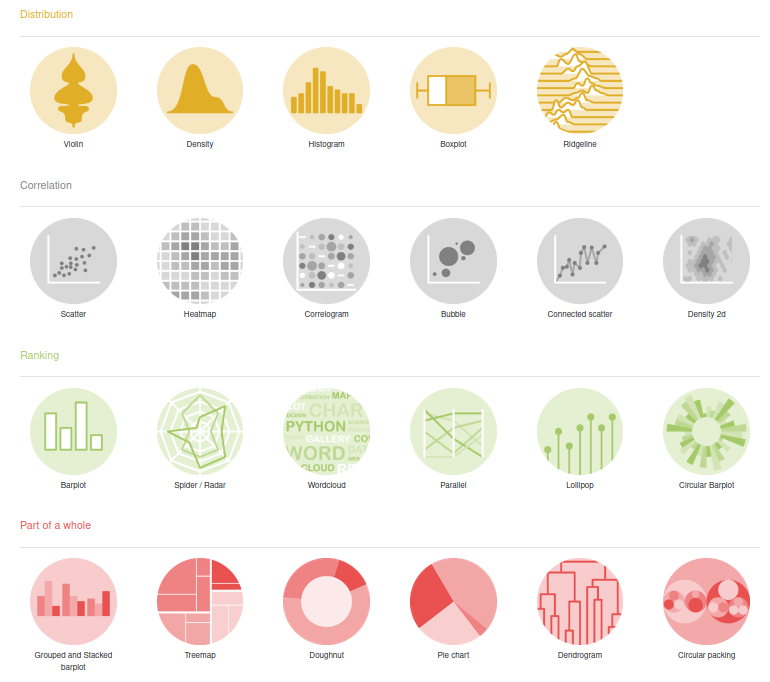 Distribution
Violin
Density
Histogram
Boxplot
Ridgeline
Correlation
Scatter
Heatmap
Correlogram
Bubble
Connected scatter
Density 2d
Ranking
MAP
CHAR
DESIGN
PYTHON
GALLERY
WORD
CLOUD
Barplot
Spider / Radar
Wordcloud
Parallel
Lollipop
Circular Barplot
Part of a whole
Grouped and Stacked
barplot
Treemap
Doughnut
Pie chart
Dendrogram
Circular packing